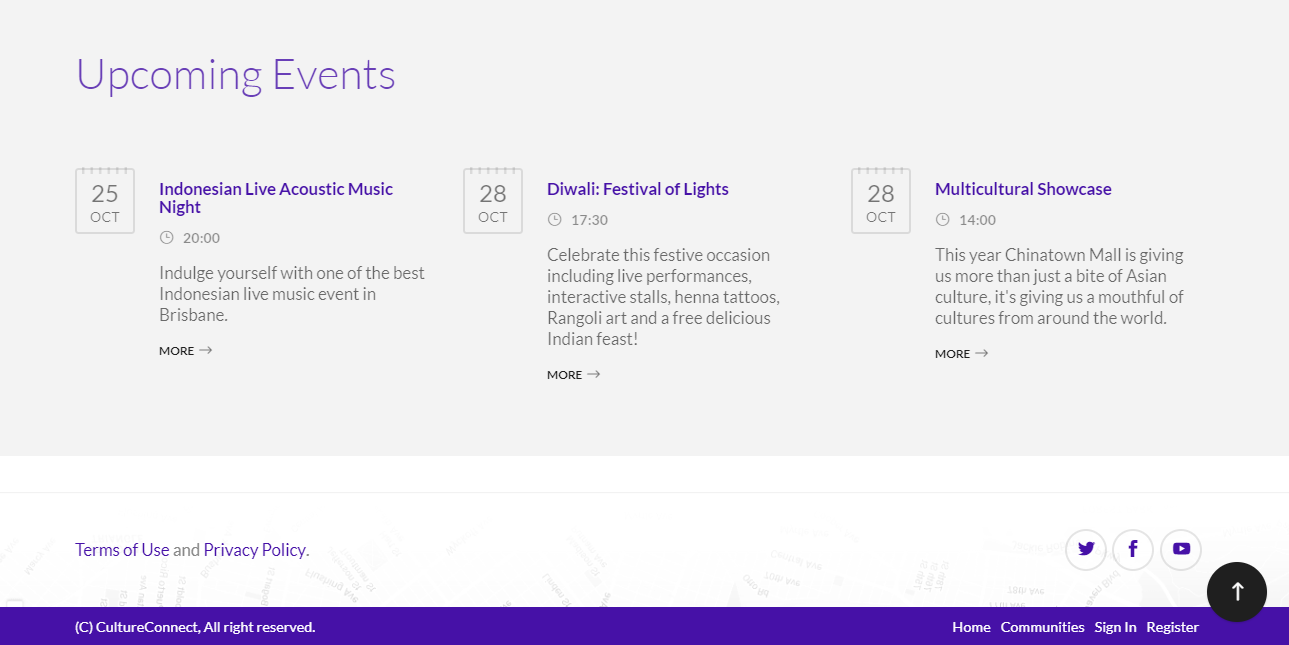 Upcoming Events
25
OCT
Indonesian Live Acoustic Music
Night
20:00
Indulge yourself with one of the best
Indonesian live music event in
Brisbane.
MORE
28
OCT
Diwali: Festival of Lights
17:30
Celebrate this festive occasion
including live performances,
interactive stalls, henna tattoos,
Rangoli art and a free delicious
Indian feast!
MORE
28
OCT
Multicultural Showcase
14:00
This year Chinatown Mall is giving
us more than just a bite of Asian
culture, it's giving us a mouthful of
cultures from around the world.
MORE
Terms of Use and Privacy Policy.
10th Ave
18th Ave
(C) CultureConnect, All right reserved.
Home Communities Sign In Register